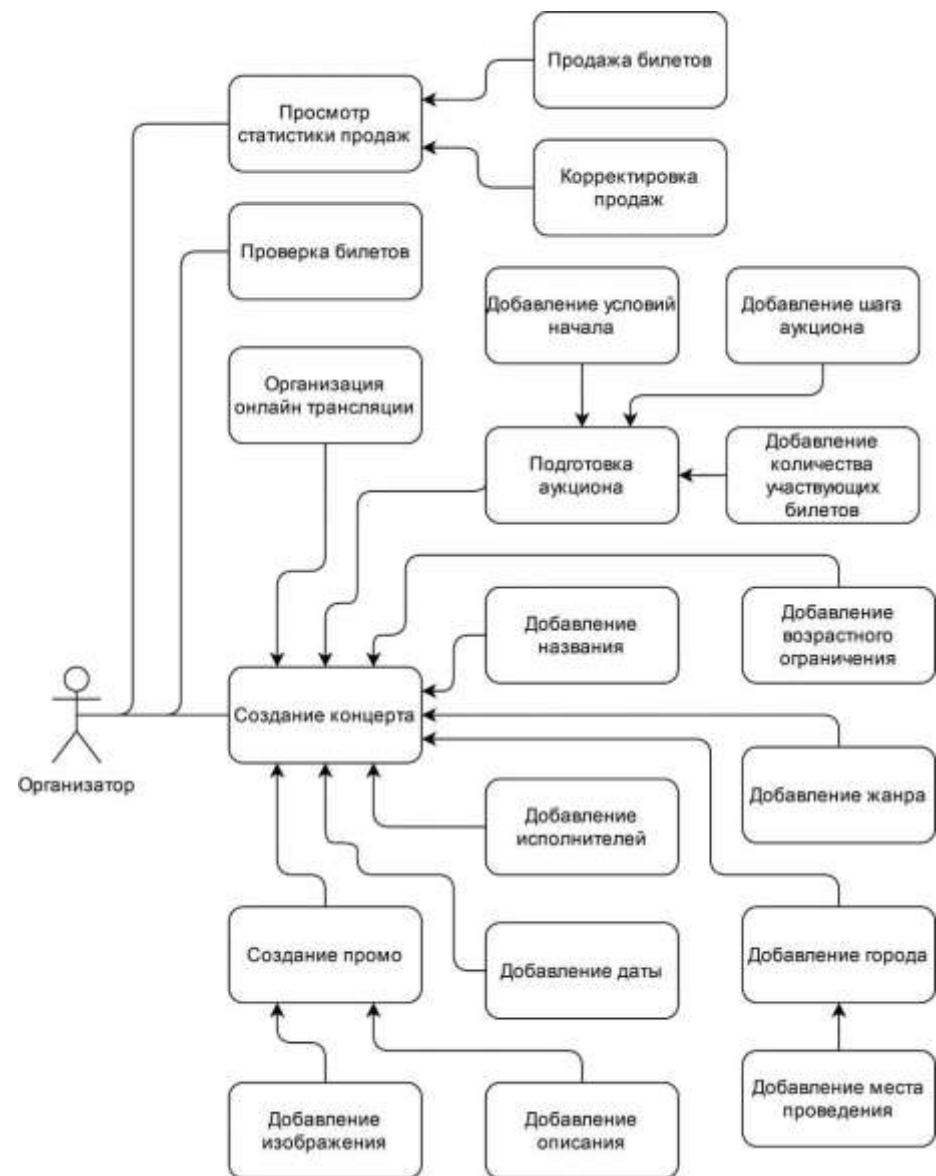 Продажа билетов
Просмотр
статистики продаж
Корректировка
продаж
Проверка билетов
Добавление условий
начала
Добавление шага
аукциона
Организация
онлайн трансляции
Подготовка
аукциона
Добавление
количества
участвующих
билетов
Добавление
названия
Добавление
возрастного
ограничения
Создание концерта
Организатор
Добавление жанра
Добавление
исполнителей
Создание промо
Добавление даты
Добавление города
Добавление
изображения
Добавление
описания
Добавление места
проведения